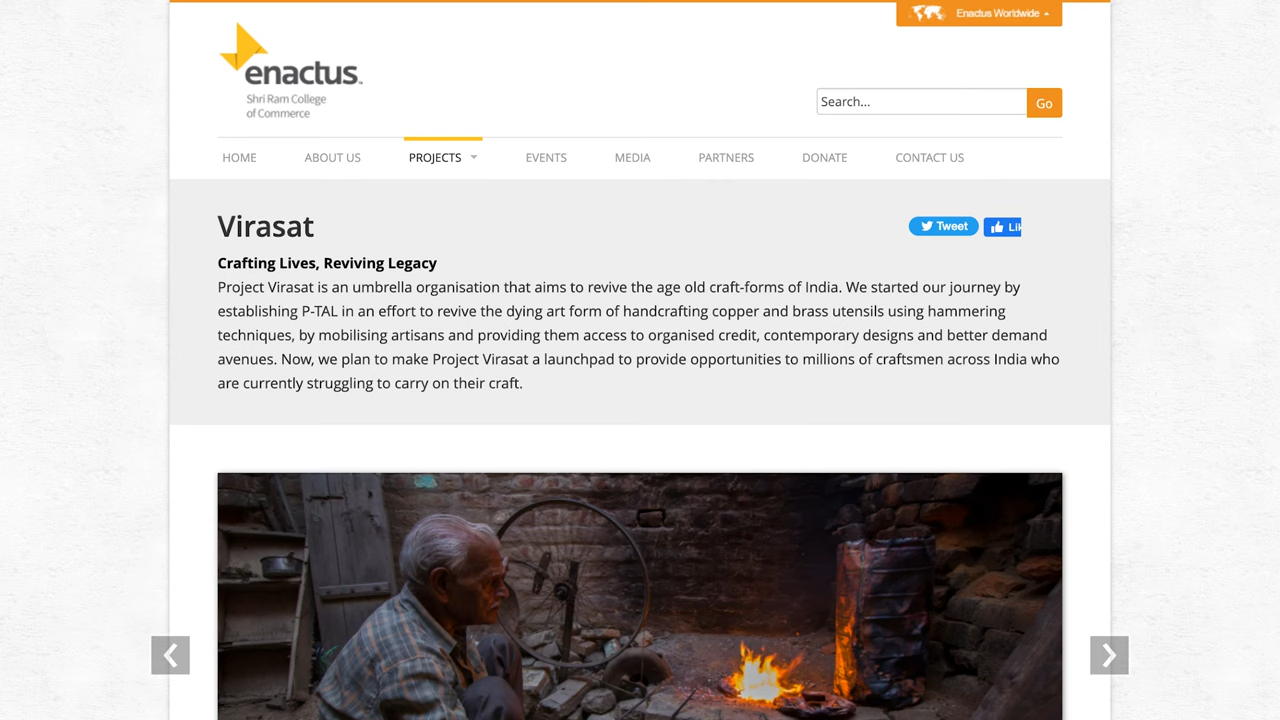 Enactus Worldwide
enactus
Shri Ram College
of Commerce
Search...
Go
HOME
ABOUT US
PROJECTS
EVENTS
MEDIA
PARTNERS
DONATE
CONTACT US
Virasat
Tweet
Lik
Crafting Lives, Reviving Legacy
Project Virasat is an umbrella organisation that aims to revive the age old craft-forms of India. We started our journey by
establishing P-TAL in an effort to revive the dying art form of handcrafting copper and brass utensils using hammering
techniques, by mobilising artisans and providing them access to organised credit, contemporary designs and better demand
avenues. Now, we plan to make Project Virasat a launchpad to provide opportunities to millions of craftsmen across India who
are currently struggling to carry on their craft.